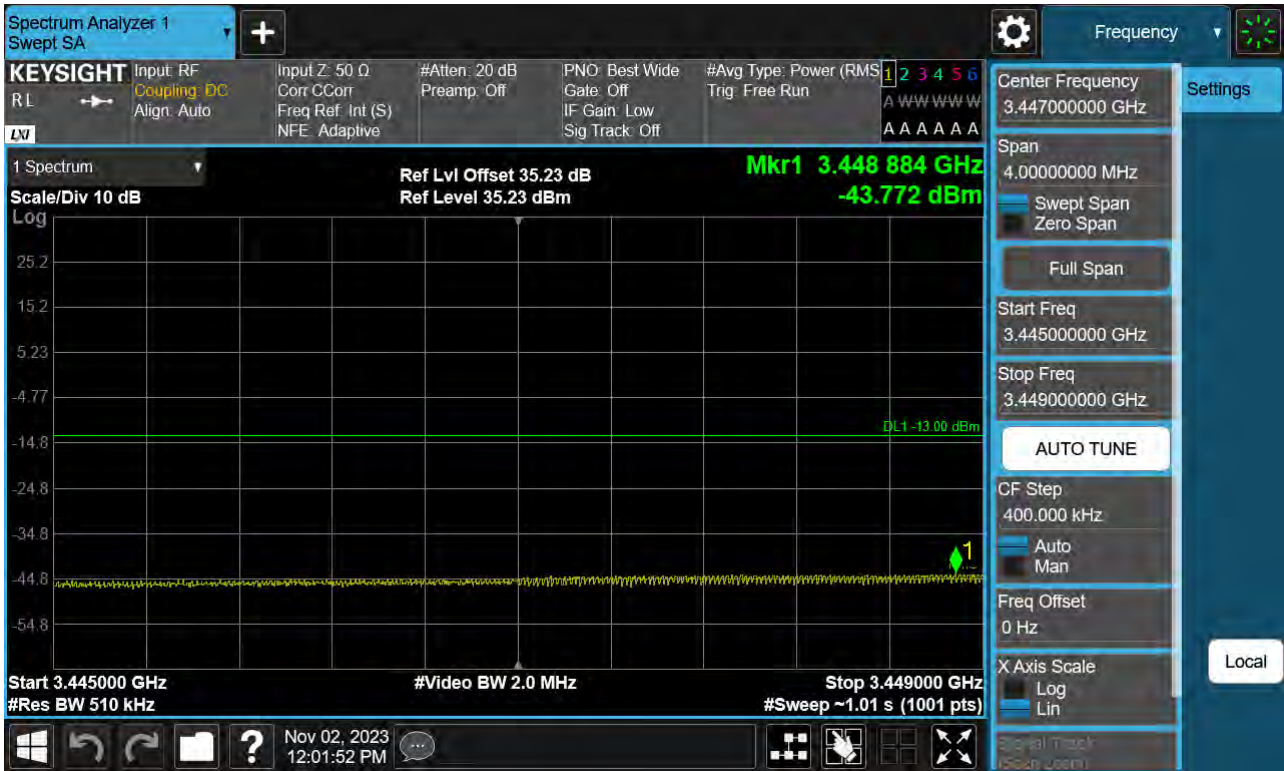 Spectrum Analyzer 1
Swept SA
Frequency
KEYSIGHT
RL
LXI
Input: RF
Coupling: DC
Align: Auto
Input Z: 50 Ω
Corr CCorr
Freq Ref: Int (S)
NFE: Adaptive
#Atten: 20 dB
Preamp: Off
PNO: Best Wide
Gate: Off
IF Gain: Low
Sig Track: Off
#Avg Type: Power (RMS
Trig: Free Run
1 2 3 4 5 6
A W W W W W
A A A A A A
1 Spectrum
Scale/Div 10 dB
Log
Ref Lvl Offset 35.23 dB
Ref Level 35.23 dBm
Mkr1 3.448 884 GHz
-43.772 dBm
25.2
15.2
5.23
-4.77
-14.8
-24.8
-34.8
-44.8
-54.8
DL1 -13.00 dBm
1
Start 3.445000 GHz
#Res BW 510 kHz
#Video BW 2.0 MHz
Stop 3.449000 GHz
#Sweep ~1.01 s (1001 pts)
Center Frequency
3.447000000 GHz
Span
4.00000000 MHz
Swept Span
Zero Span
Full Span
Start Freq
3.445000000 GHz
Stop Freq
3.449000000 GHz
AUTO TUNE
CF Step
400.000 kHz
Auto
Man
Freq Offset
0 Hz
X Axis Scale
Log
Lin
Signal Track
(Span Zoom)
Settings
Local
?
Nov 02, 2023
12:01:52 PM